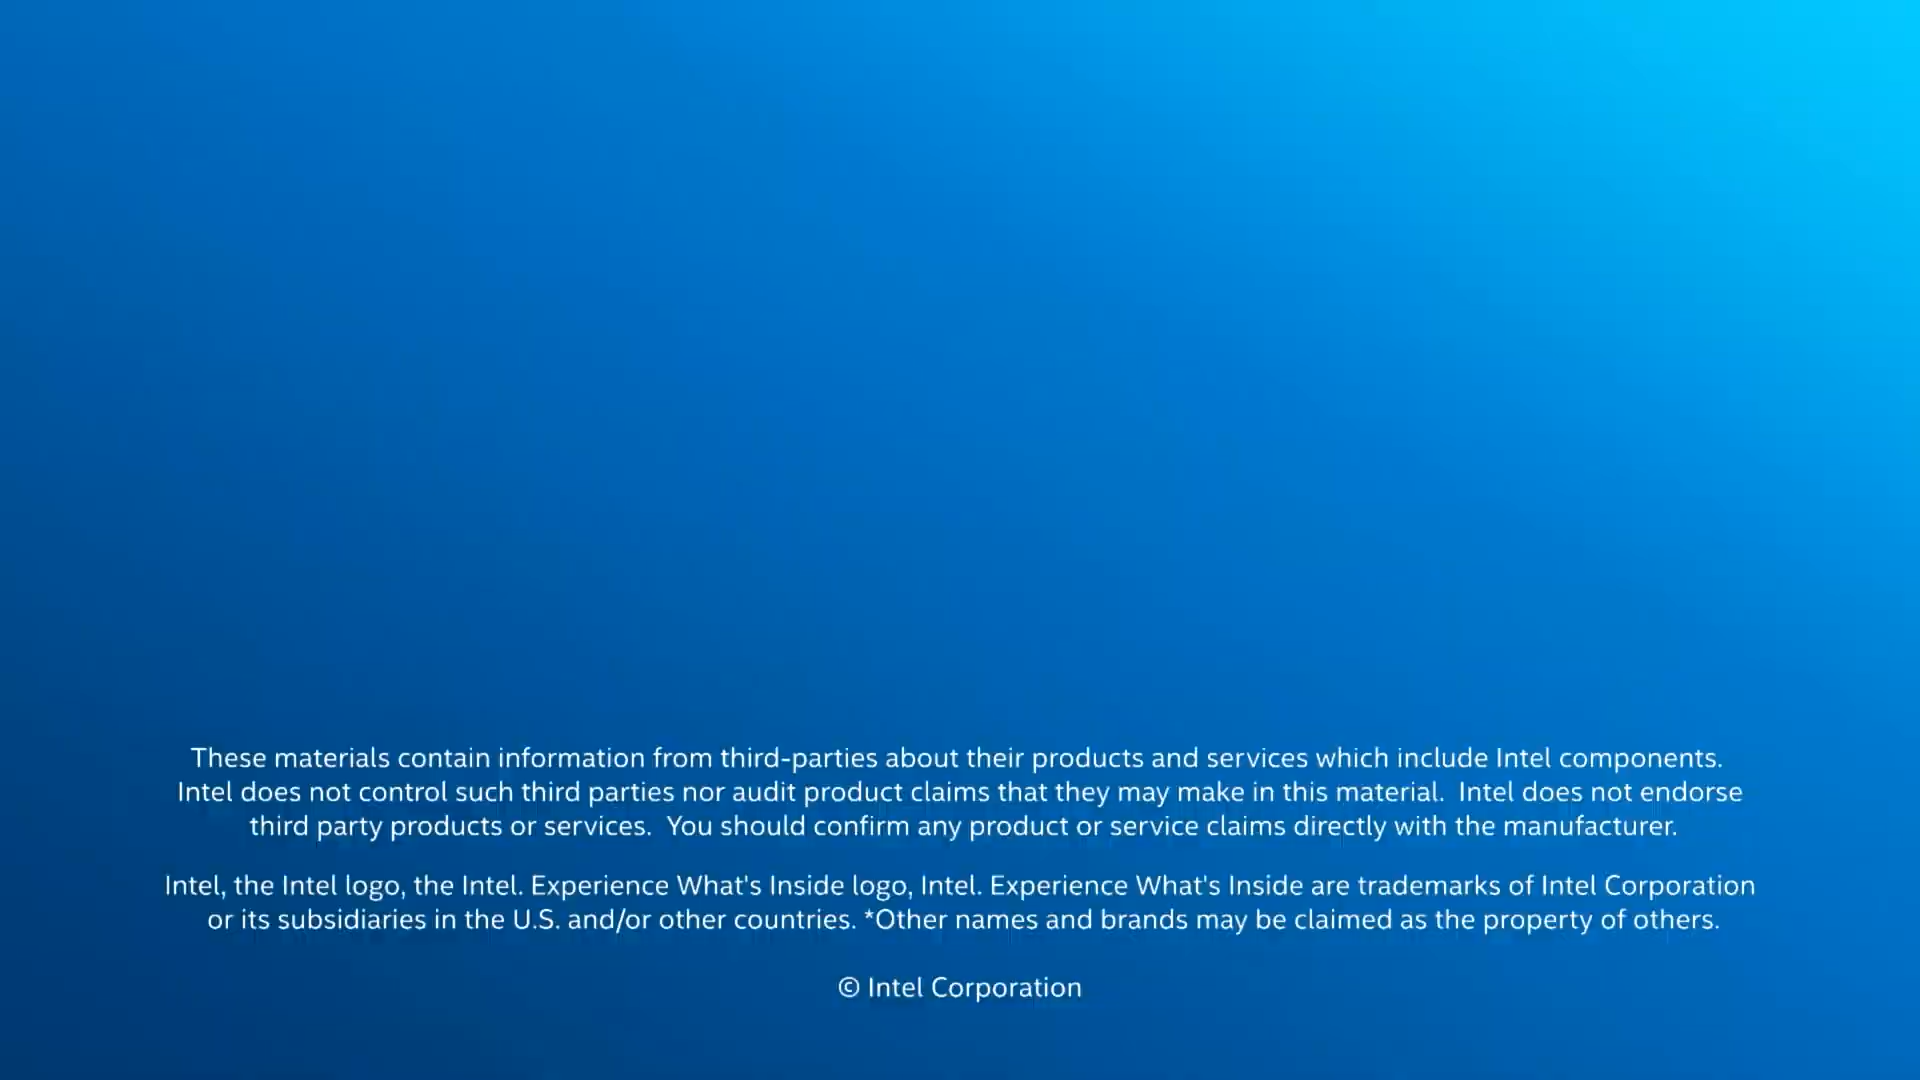 These materials contain information from third-parties about their products and services which include Intel components.
Intel does not control such third parties nor audit product claims that they may make in this material.  Intel does not endorse
third party products or services.  You should confirm any product or service claims directly with the manufacturer.
Intel, the Intel logo, the Intel. Experience What's Inside logo, Intel. Experience What's Inside are trademarks of Intel Corporation
or its subsidiaries in the U.S. and/or other countries. *Other names and brands may be claimed as the property of others.
© Intel Corporation